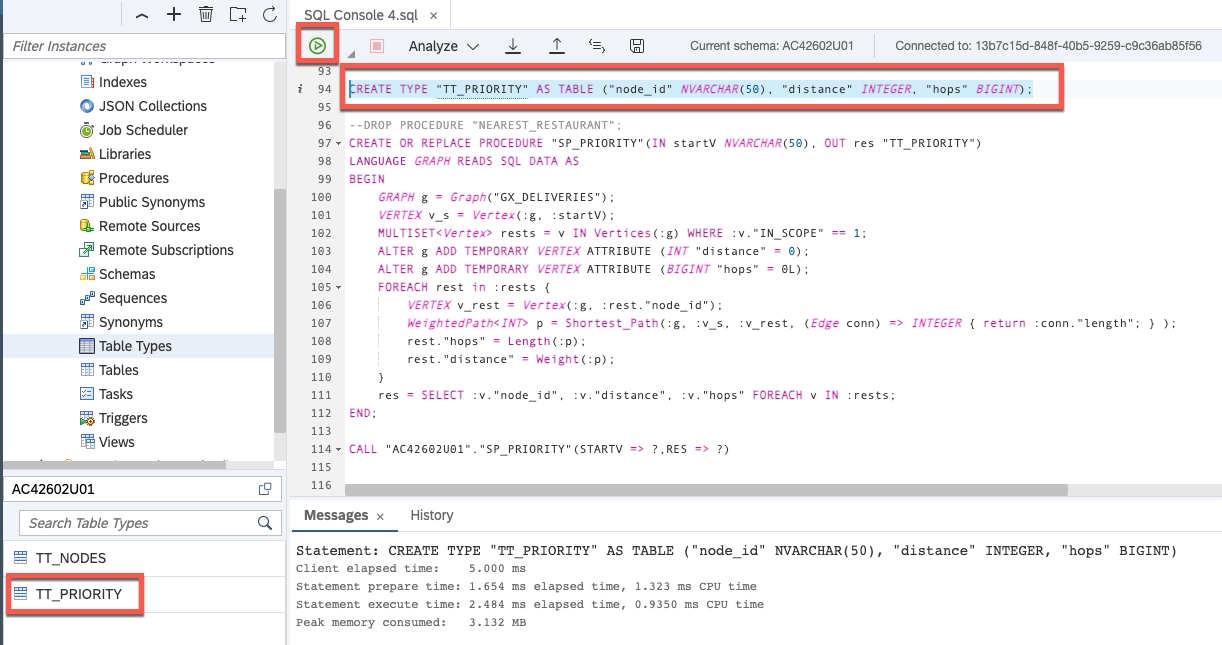 SQL Console 4.sql ×
Filter Instances
Analyze
Current schema: AC42602U01
Connected to: 13b7c15d-848f-40b5-9259-c9c36ab85f56
Graph Workspaces
Indexes
JSON Collections
Job Scheduler
Libraries
Procedures
Public Synonyms
Remote Sources
Remote Subscriptions
Schemas
Sequences
Synonyms
Table Types
Tables
Tasks
Triggers
Views
AC42602U01
Search Table Types
TT_NODES
TT_PRIORITY
93
i 94 CREATE TYPE "TT_PRIORITY" AS TABLE ("node_id" NVARCHAR(50), "distance" INTEGER, "hops" BIGINT);
95
96 --DROP PROCEDURE "NEAREST_RESTAURANT";
97 CREATE OR REPLACE PROCEDURE "SP_PRIORITY"(IN startV NVARCHAR(50), OUT res "TT_PRIORITY")
98 LANGUAGE GRAPH READS SQL DATA AS
99 BEGIN
100 GRAPH g = Graph("GX_DELIVERIES");
101 VERTEX v_s = Vertex(:g, :startV);
102 MULTISET<Vertex> rests = v IN Vertices(:g) WHERE :v."IN_SCOPE" == 1;
103 ALTER g ADD TEMPORARY VERTEX ATTRIBUTE (INT "distance" = 0);
104 ALTER g ADD TEMPORARY VERTEX ATTRIBUTE (BIGINT "hops" = 0L);
105 FOREACH rest in :rests {
106 VERTEX v_rest = Vertex(:g, :rest."node_id");
107 WeightedPath<INT> p = Shortest_Path(:g, :v_s, :v_rest, (Edge conn) => INTEGER { return :conn."length"; } );
108 rest."hops" = Length(:p);
109 rest."distance" = Weight(:p);
110 }
111 res = SELECT :v."node_id", :v."distance", :v."hops" FOREACH v IN :rests;
112 END;
113
114 CALL "AC42602U01"."SP_PRIORITY"(STARTV => ?,RES => ?)
115
116
Messages × History
Statement: CREATE TYPE "TT_PRIORITY" AS TABLE ("node_id" NVARCHAR(50), "distance" INTEGER, "hops" BIGINT)
Client elapsed time: 5.000 ms
Statement prepare time: 1.654 ms elapsed time, 1.323 ms CPU time
Statement execute time: 2.484 ms elapsed time, 0.9350 ms CPU time
Peak memory consumed: 3.132 MB